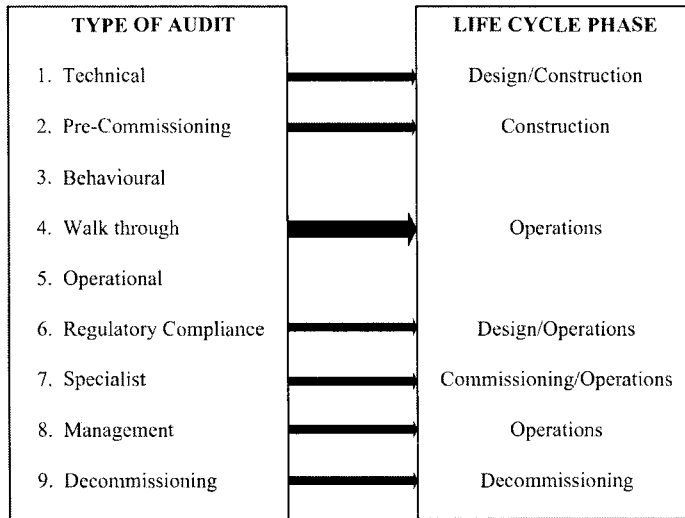 TYPE OF AUDIT
1. Technical
2. Pre-Commissioning
3. Behavioural
4. Walk through
5. Operational
6. Regulatory Compliance
7. Specialist
8. Management
9. Decommissioning
LIFE CYCLE PHASE
Design/Construction
Construction
Operations
Design/Operations
Commissioning/Operations
Operations
Decommissioning